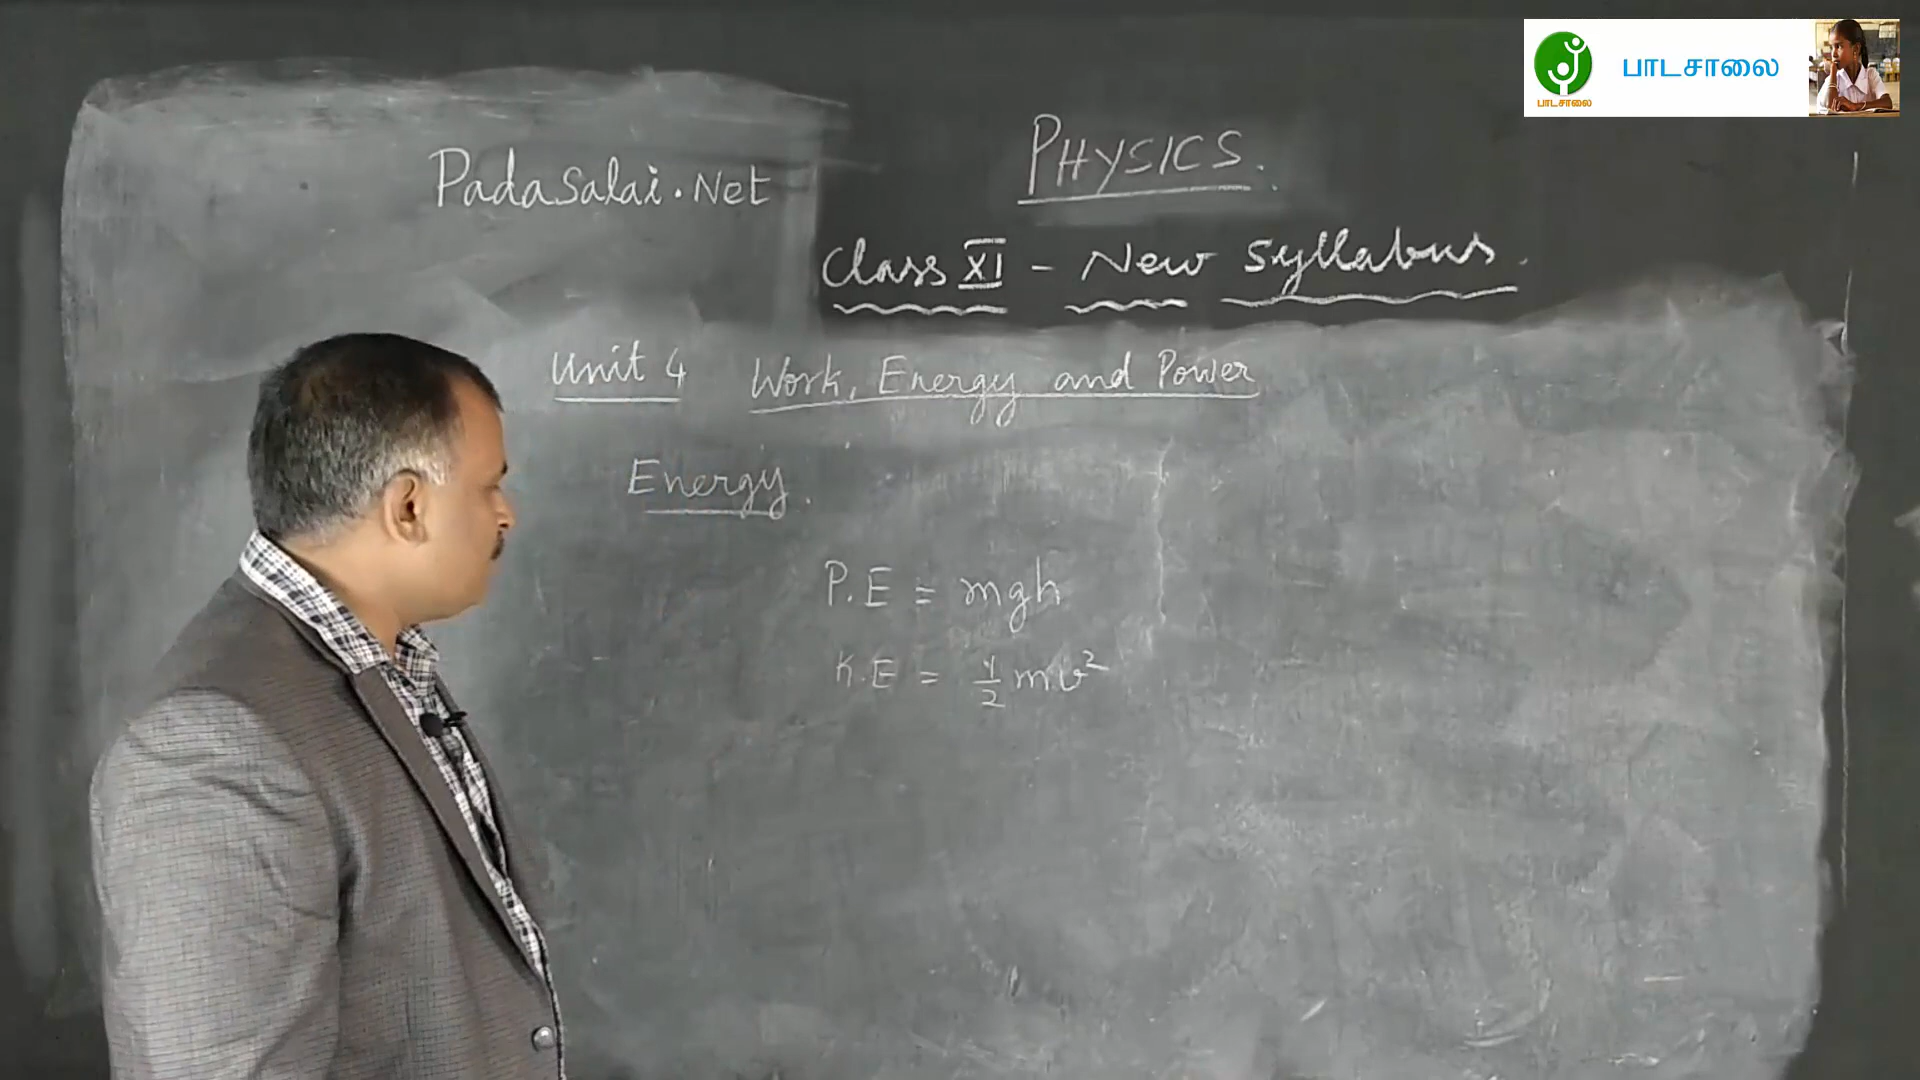 பாடசாலை
பாடசாலை
PHYSICS.
Padasalai.Net
Class XI - New Syllabus.
Unit 4 Work, Energy and Power
Energy.
P.E = mgh
K.E = 1/2 mv²